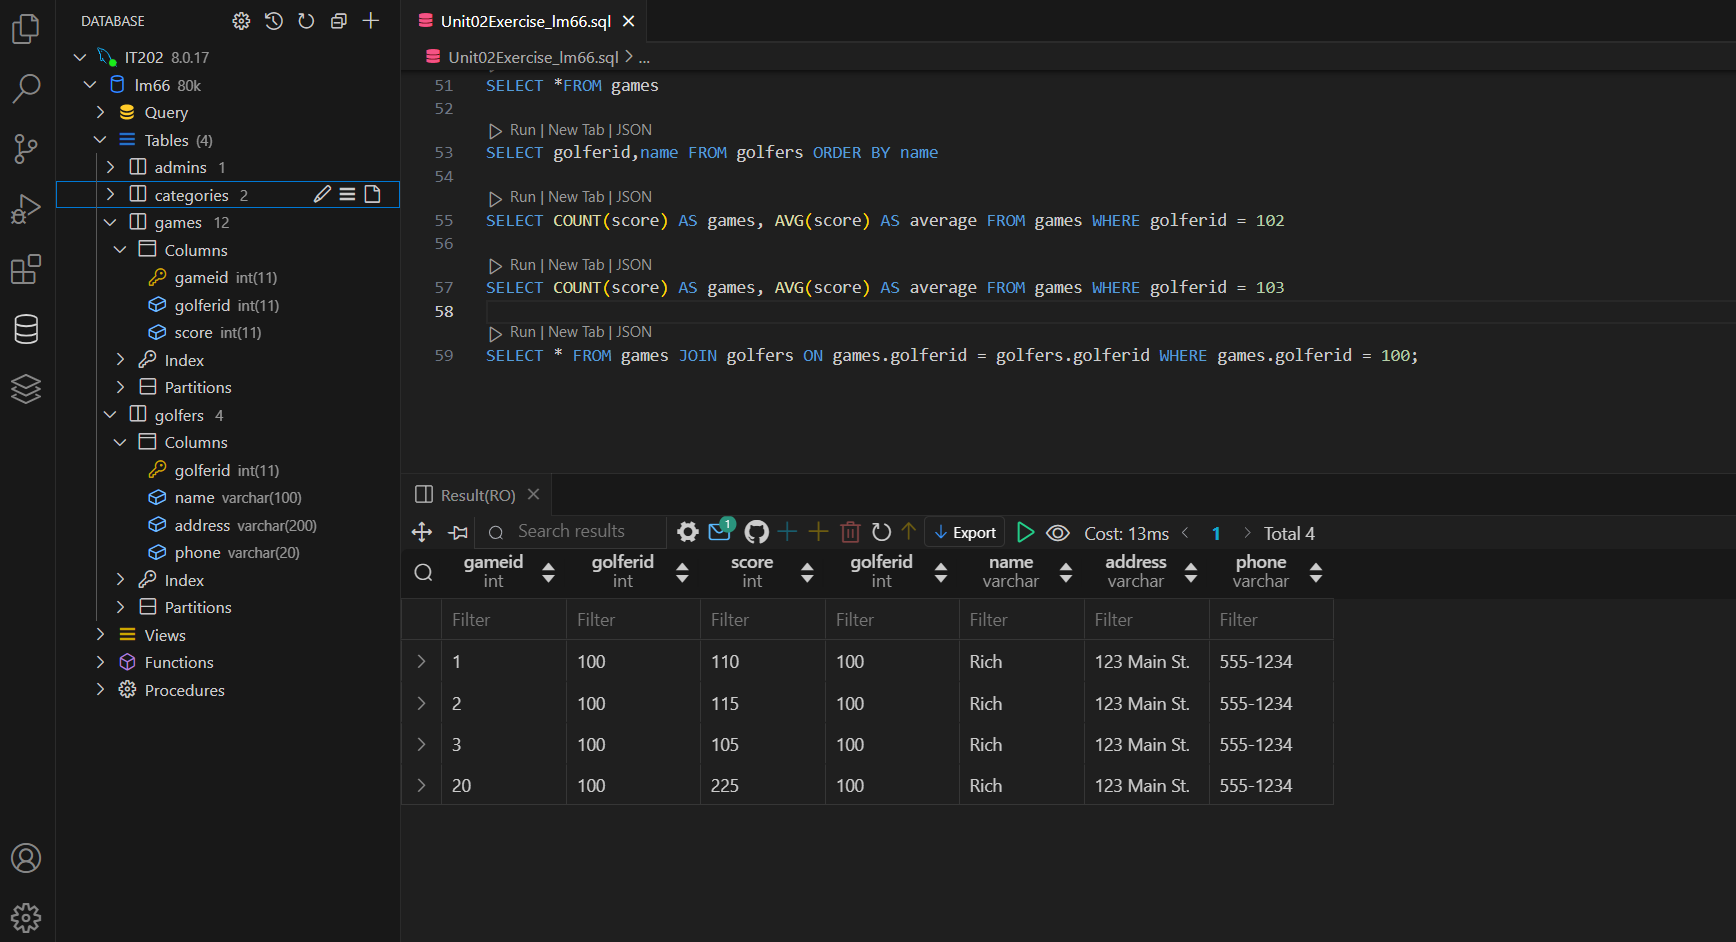 DATABASE
IT202 8.0.17
lm66 80k
Query
Tables (4)
admins 1
categories 2
games 12
Columns
gameid int(11)
golferid int(11)
score int(11)
Index
Partitions
golfers 4
Columns
golferid int(11)
name varchar(100)
address varchar(200)
phone varchar(20)
Index
Partitions
Views
Functions
Procedures
Unit02Exercise_lm66.sql
Unit02Exercise_lm66.sql > ...
51 SELECT *FROM games
52
Run | New Tab | JSON
53 SELECT golferid,name FROM golfers ORDER BY name
54
Run | New Tab | JSON
55 SELECT COUNT(score) AS games, AVG(score) AS average FROM games WHERE golferid = 102
56
Run | New Tab | JSON
57 SELECT COUNT(score) AS games, AVG(score) AS average FROM games WHERE golferid = 103
58
Run | New Tab | JSON
59 SELECT * FROM games JOIN golfers ON games.golferid = golfers.golferid WHERE games.golferid = 100;
Result(RO)
Search results 1 Export Cost: 13ms < 1 > Total 4
gameid golferid score golferid name address phone
int int int int varchar varchar varchar
Filter Filter Filter Filter Filter Filter Filter
1 100 110 100 Rich 123 Main St. 555-1234
2 100 115 100 Rich 123 Main St. 555-1234
3 100 105 100 Rich 123 Main St. 555-1234
20 100 225 100 Rich 123 Main St. 555-1234